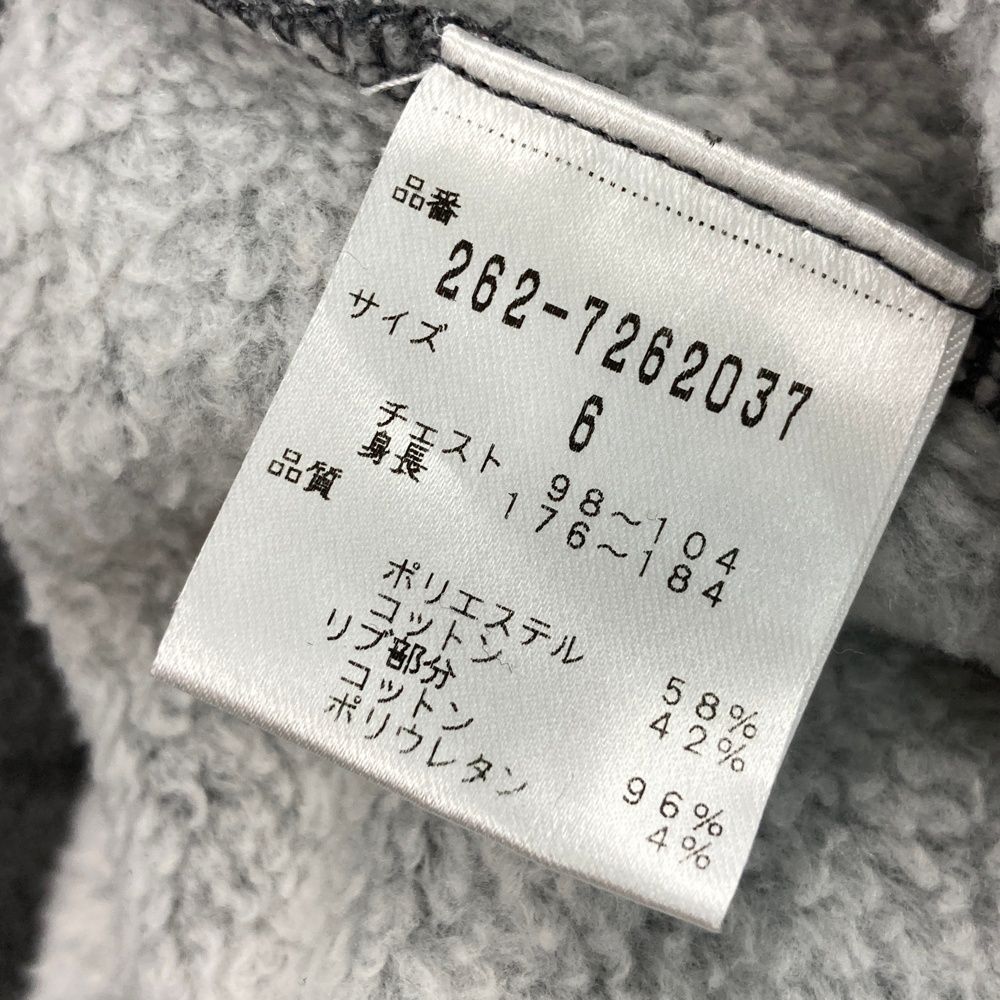 品番
262-7262037
サイズ
6
チェスト 98~104
身長 176~184
品質
ポリエステル 58%
コットン 42%
リブ部分
コットン 96%
ポリウレタン 4%